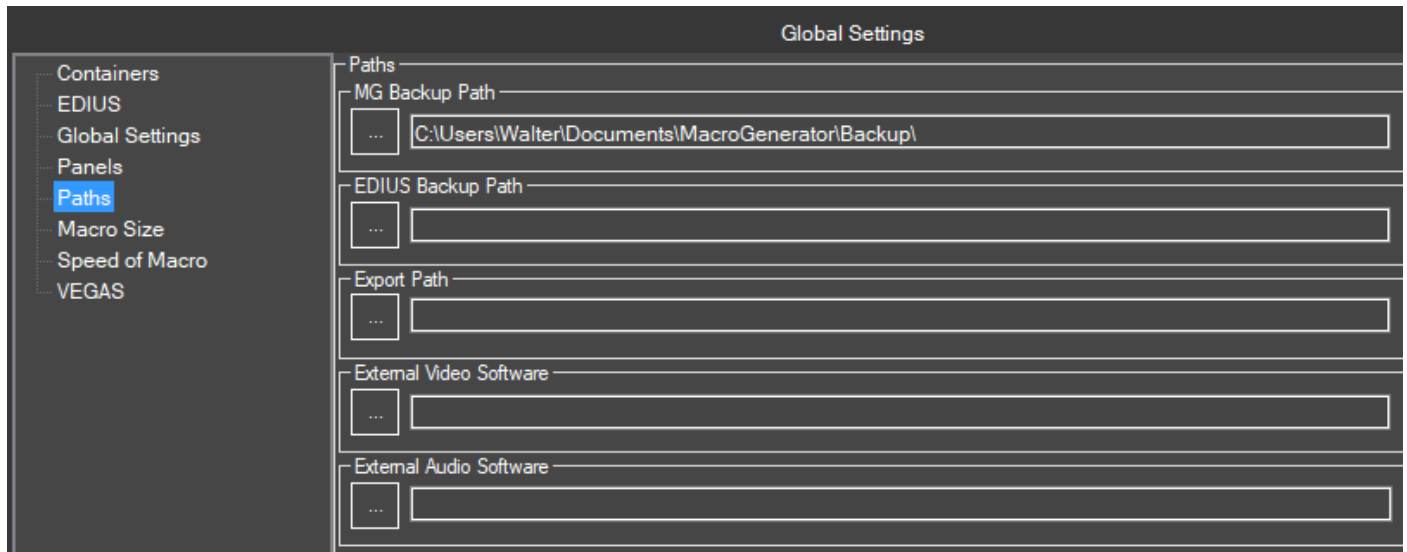 Global Settings
Containers
EDIUS
Global Settings
Panels
Paths
Macro Size
Speed of Macro
VEGAS
Paths
MG Backup Path
... C:\Users\Walter\Documents\MacroGenerator\Backup\
EDIUS Backup Path
...
Export Path
...
External Video Software
...
External Audio Software
...